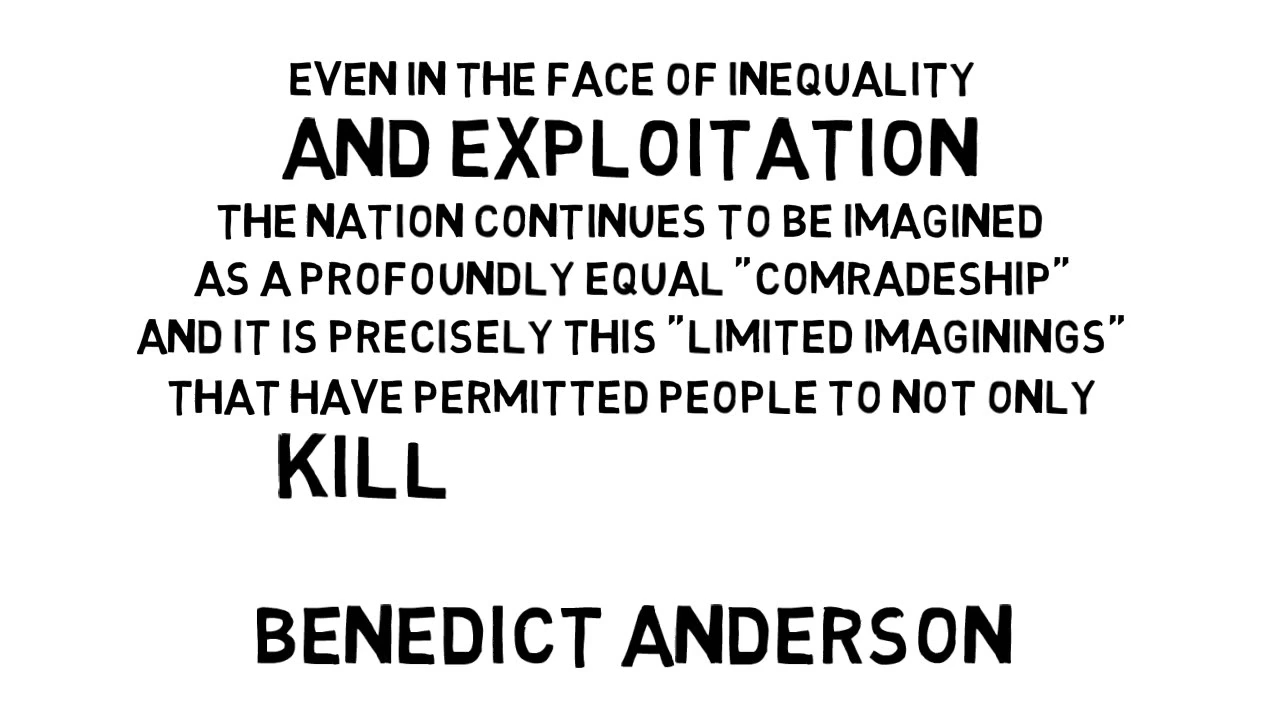 EVEN IN THE FACE OF INEQUALITY
AND EXPLOITATION
THE NATION CONTINUES TO BE IMAGINED
AS A PROFOUNDLY EQUAL "COMRADESHIP"
AND IT IS PRECISELY THIS "LIMITED IMAGININGS"
THAT HAVE PERMITTED PEOPLE TO NOT ONLY
KILL
BENEDICT ANDERSON